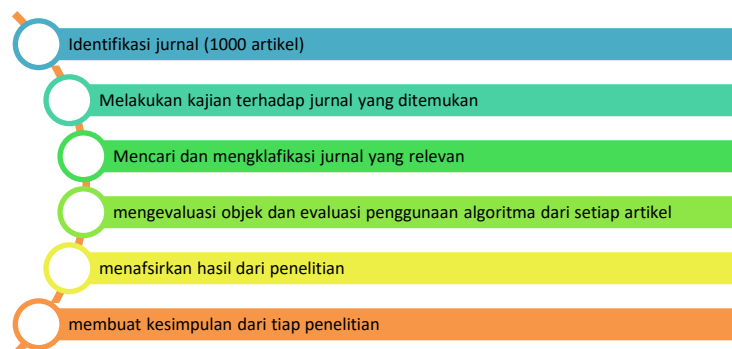 Identifikasi jurnal (1000 artikel)
Melakukan kajian terhadap jurnal yang ditemukan
Mencari dan mengklafikasi jurnal yang relevan
mengevaluasi objek dan evaluasi penggunaan algoritma dari setiap artikel
menafsirkan hasil dari penelitian
membuat kesimpulan dari tiap penelitian